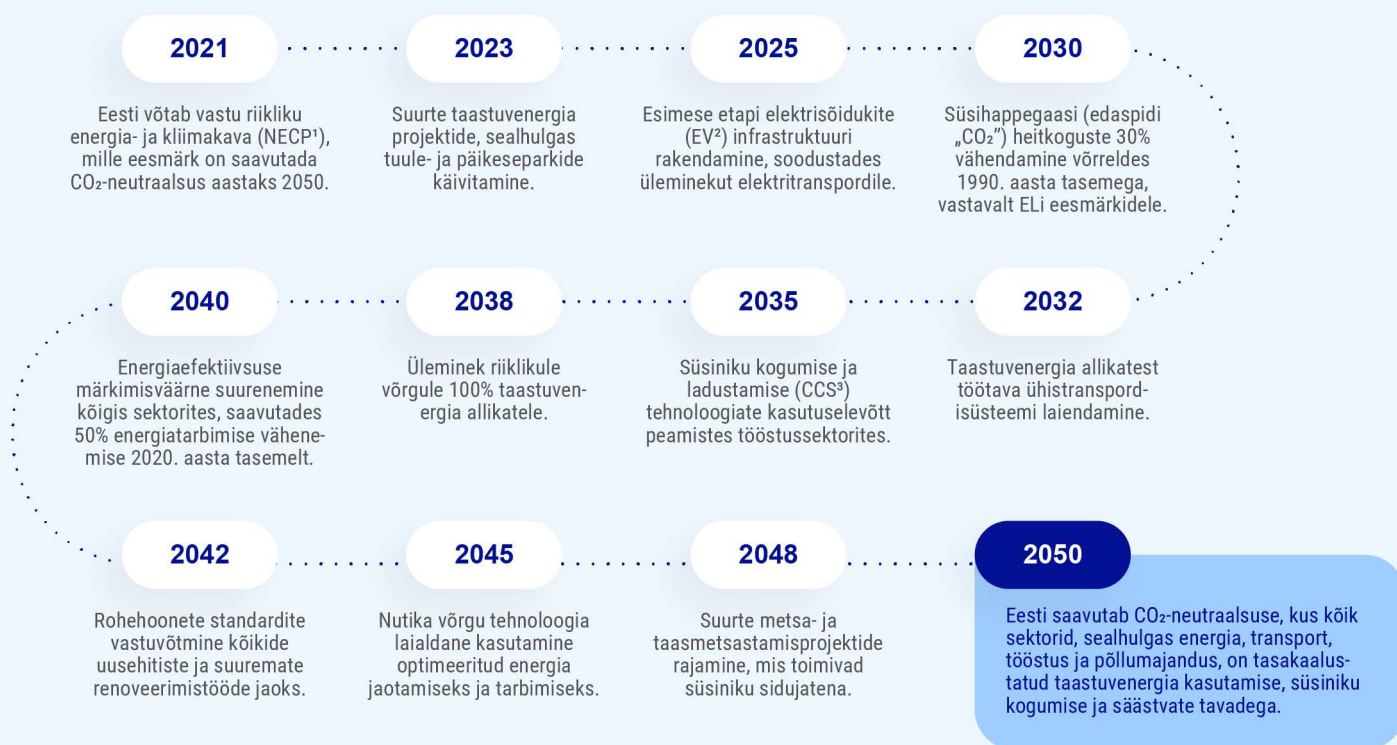 2021
Eesti võtab vastu riikliku
energia- ja kliimakava (NECP¹),
mille eesmärk on saavutada
CO₂-neutraalsus aastaks 2050.
2023
Suurte taastuvenergia
projektide, sealhulgas
tuule- ja päikeseparkide
käivitamine.
2025
Esimese etapi elektrisõidukite
(EV²) infrastruktuuri
rakendamine, soodustades
üleminekut elektritranspordile.
2030
Süsihappegaasi (edaspidi
„CO₂”) heitkoguste 30%
vähendamine võrreldes
1990. aasta tasemega,
vastavalt ELi eesmärkidele.
2032
Taastuvenergia allikatest
töötava ühistranspord-
isüsteemi laiendamine.
2035
Süsiniku kogumise ja
ladustamise (CCS³)
tehnoloogiate kasutuselevõtt
peamistes tööstussektorites.
2038
Üleminek riiklikule
võrgule 100% taastuven-
ergia allikatele.
2040
Energiaefektiivsuse
märkimisväärne suurenemine
kõigis sektorites, saavutades
50% energiatarbimise vähene-
mise 2020. aasta tasemelt.
2042
Rohehoonete standardite
vastuvõtmine kõikide
uusehitiste ja suuremate
renoveerimistööde jaoks.
2045
Nutika võrgu tehnoloogia
laialdane kasutamine
optimeeritud energia
jaotamiseks ja tarbimiseks.
2048
Suurte metsa- ja
taasmetsastamisprojektide
rajamine, mis toimivad
süsiniku sidujatena.
2050
Eesti saavutab CO₂-neutraalsuse, kus kõik
sektorid, sealhulgas energia, transport,
tööstus ja põllumajandus, on tasakaalus-
tatud taastuvenergia kasutamise, süsiniku
kogumise ja säästvate tavadega.